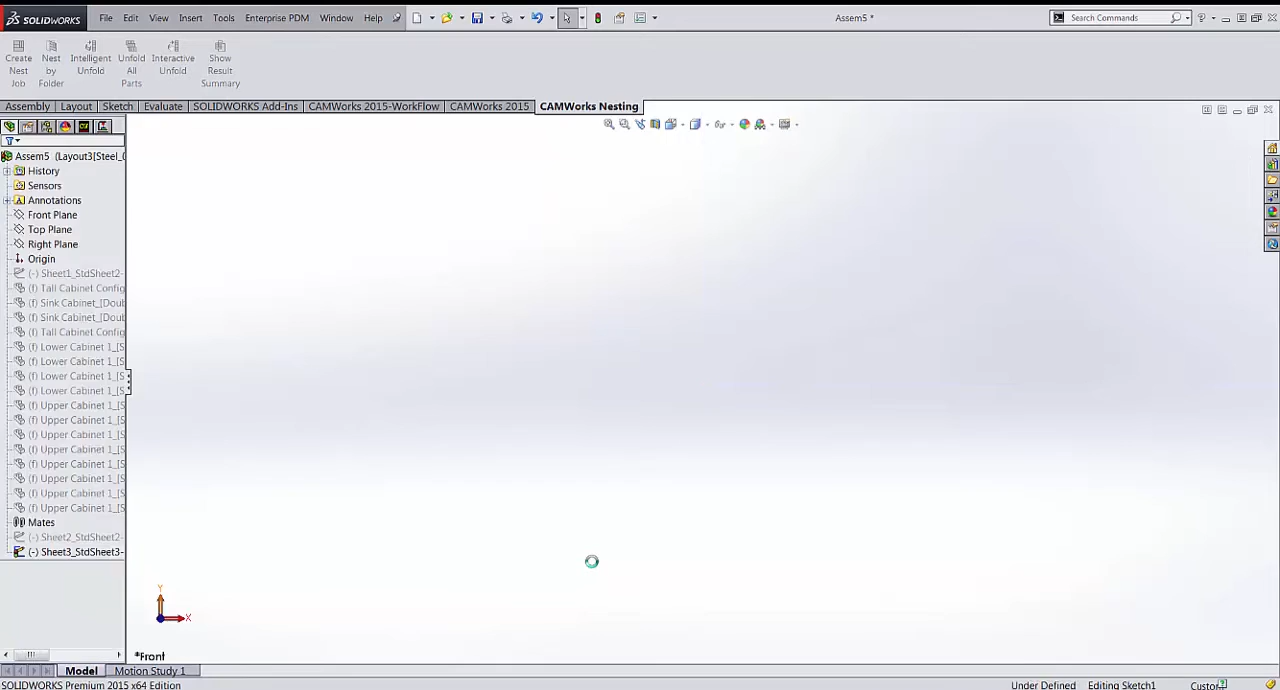 SOLIDWORKS File Edit View Insert Tools Enterprise PDM Window Help Assem5 * Search Commands
Create Nest Job
Nest by Folder
Intelligent Unfold
Unfold All Parts
Interactive Unfold
Show Result Summary
Assembly Layout Sketch Evaluate SOLIDWORKS Add-Ins CAMWorks 2015-WorkFlow CAMWorks 2015 CAMWorks Nesting
Assem5 (Layout3[Steel_
History
Sensors
Annotations
Front Plane
Top Plane
Right Plane
Origin
(-) Sheet1_StdSheet2-
(f) Tall Cabinet Config
(f) Sink Cabinet_[Doub
(f) Sink Cabinet_[Doub
(f) Tall Cabinet Config
(f) Lower Cabinet 1_[S
(f) Lower Cabinet 1_[S
(f) Lower Cabinet 1_[S
(f) Lower Cabinet 1_[S
(f) Upper Cabinet 1_[S
(f) Upper Cabinet 1_[S
(f) Upper Cabinet 1_[S
(f) Upper Cabinet 1_[S
(f) Upper Cabinet 1_[S
(f) Upper Cabinet 1_[S
(f) Upper Cabinet 1_[S
(f) Upper Cabinet 1_[S
Mates
(-) Sheet2_StdSheet2-
(-) Sheet3_StdSheet3-
Y
X
*Front
Model Motion Study 1
SOLIDWORKS Premium 2015 x64 Edition Under Defined Editing Sketch1 Custo